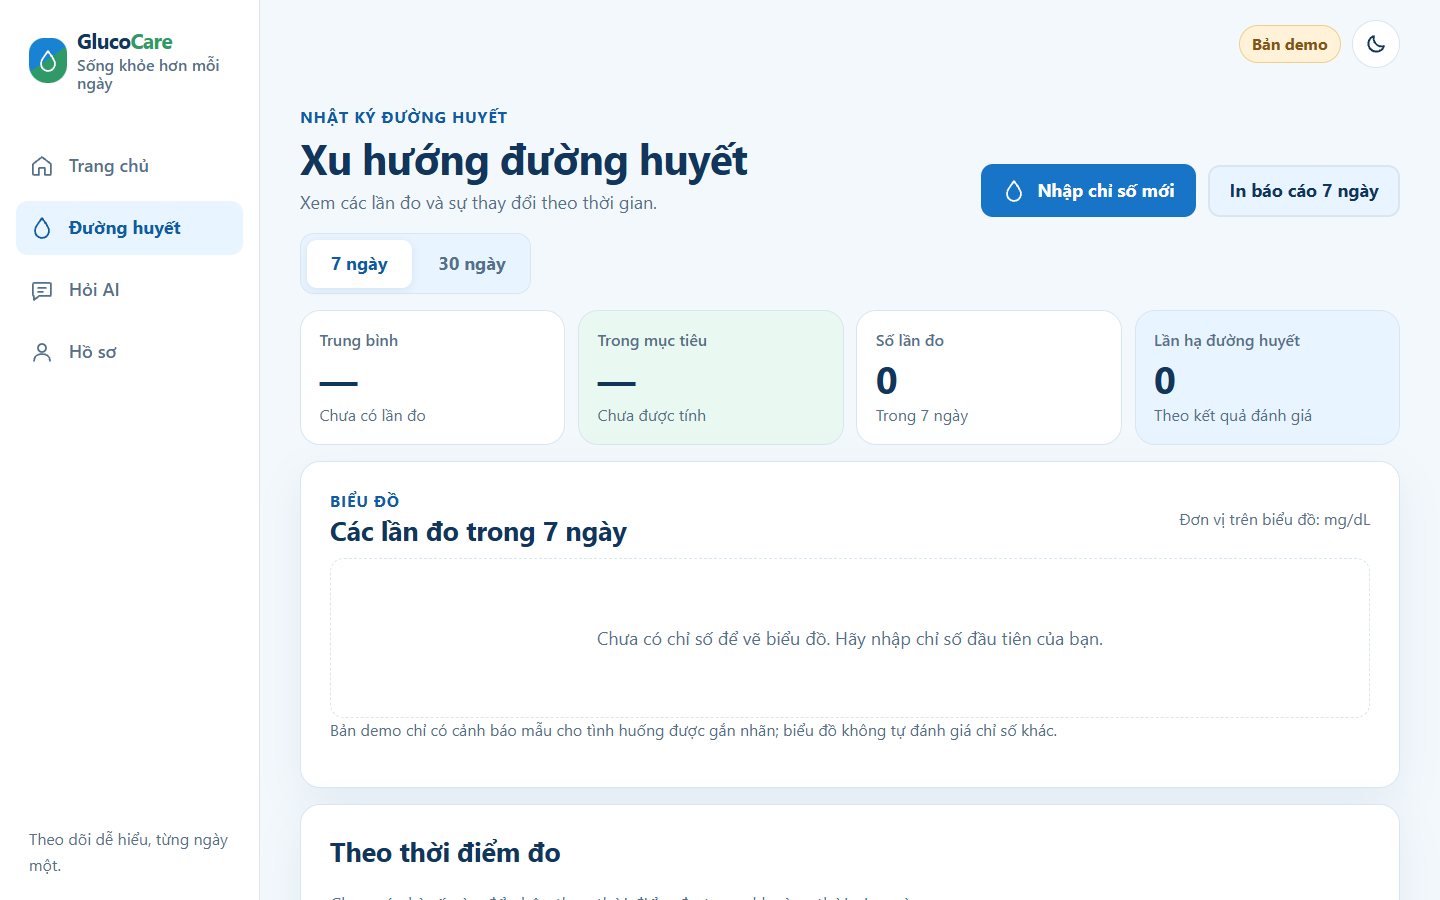 GlucoCare
Sống khỏe hơn mỗi
ngày
Trang chủ
Đường huyết
Hỏi AI
Hồ sơ
Theo dõi dễ hiểu, từng ngày
một.
Bản demo
NHẬT KÝ ĐƯỜNG HUYẾT
Xu hướng đường huyết
Xem các lần đo và sự thay đổi theo thời gian.
Nhập chỉ số mới
In báo cáo 7 ngày
7 ngày
30 ngày
Trung bình
—
Chưa có lần đo
Trong mục tiêu
—
Chưa được tính
Số lần đo
0
Trong 7 ngày
Lần hạ đường huyết
0
Theo kết quả đánh giá
BIỂU ĐỒ
Các lần đo trong 7 ngày
Đơn vị trên biểu đồ: mg/dL
Chưa có chỉ số để vẽ biểu đồ. Hãy nhập chỉ số đầu tiên của bạn.
Bản demo chỉ có cảnh báo mẫu cho tình huống được gắn nhãn; biểu đồ không tự đánh giá chỉ số khác.
Theo thời điểm đo